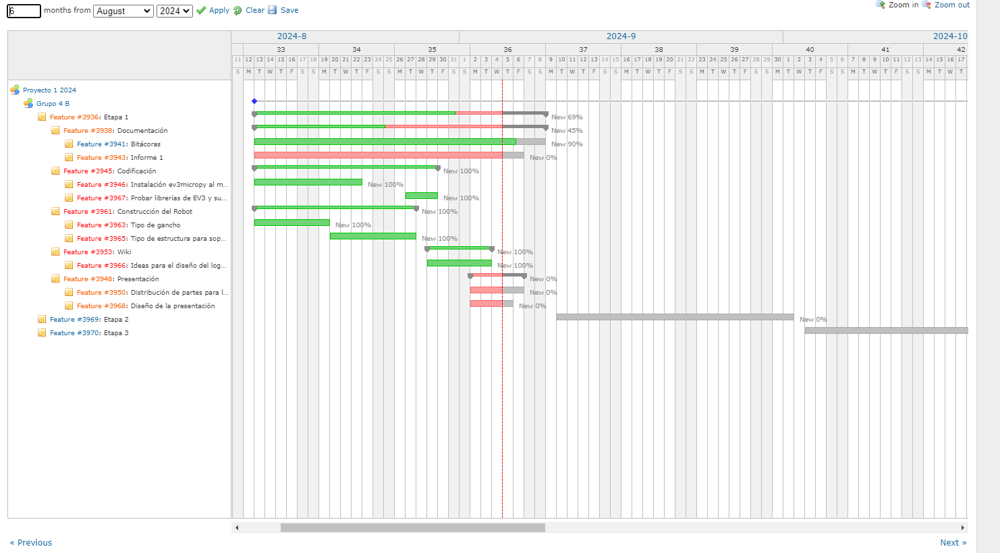 6 months from August 2024 Apply Clear Save
Zoom in Zoom out
2024-8 2024-9 2024-10
33 34 35 36 37 38 39 40 41 42
11 12 13 14 15 16 17 18 19 20 21 22 23 24 25 26 27 28 29 30 31 1 2 3 4 5 6 7 8 9 10 11 12 13 14 15 16 17 18 19 20 21 22 23 24 25 26 27 28 29 30 1 2 3 4 5 6 7 8 9 10 11 12 13 14 15 16 17
S M T W T F S S M T W T F S S M T W T F S S M T W T F S S M T W T F S S M T W T F S S M T W T F S S M T W T F S S M T W T F S S M T W T
Proyecto 1 2024
Grupo 4 B
Feature #3936: Etapa 1 New 69%
Feature #3938: Documentación New 45%
Feature #3941: Bitácoras New 90%
Feature #3943: Informe 1 New 0%
Feature #3945: Codificación New 100%
Feature #3946: Instalación ev3micropy al m... New 100%
Feature #3967: Probar librerías de EV3 y su... New 100%
Feature #3961: Construcción del Robot New 100%
Feature #3963: Tipo de gancho New 100%
Feature #3965: Tipo de estructura para sop... New 100%
Feature #3953: Wiki New 100%
Feature #3966: Ideas para el diseño del log... New 100%
Feature #3948: Presentación New 0%
Feature #3950: Distribución de partes para l... New 0%
Feature #3968: Diseño de la presentación New 0%
Feature #3969: Etapa 2 New 0%
Feature #3970: Etapa 3
« Previous Next »